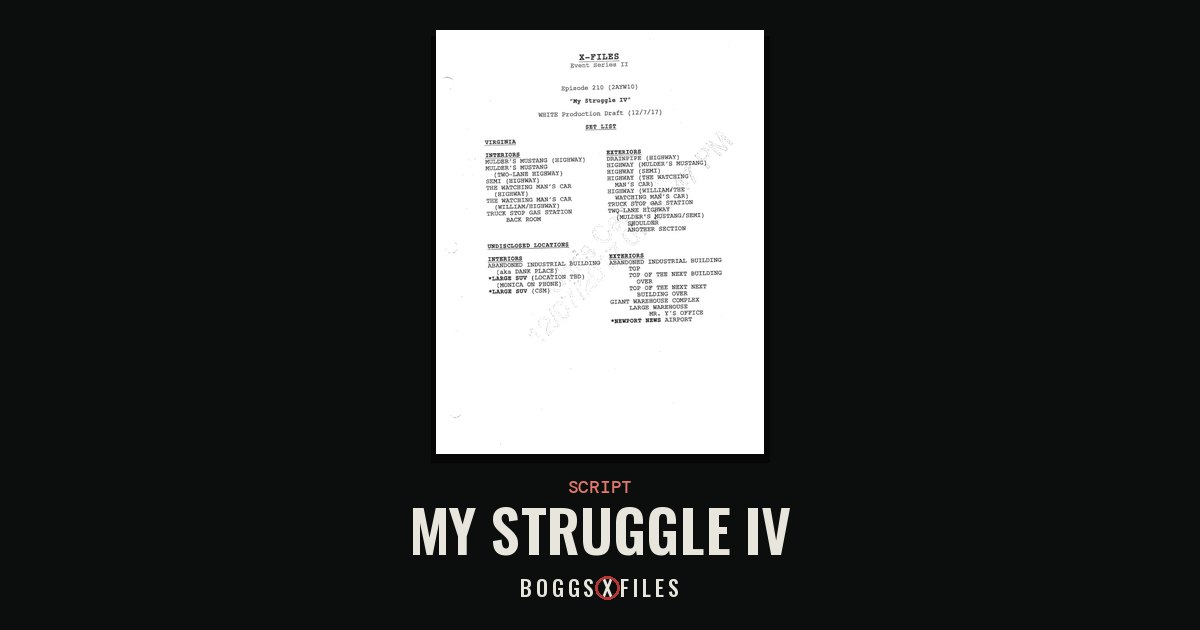 X-FILES
Event Series II
Episode 210 (2AYW10)
"My Struggle IV"
WHITE Production Draft (12/7/17)
SET LIST
VIRGINIA
INTERIORS
MULDER'S MUSTANG (HIGHWAY)
MULDER'S MUSTANG
(TWO-LANE HIGHWAY)
SEMI (HIGHWAY)
THE WATCHING MAN'S CAR
(HIGHWAY)
THE WATCHING MAN'S CAR
(WILLIAM/HIGHWAY)
TRUCK STOP GAS STATION
BACK ROOM
EXTERIORS
DRAINPIPE (HIGHWAY)
HIGHWAY (MULDER'S MUSTANG)
HIGHWAY (SEMI)
HIGHWAY (THE WATCHING
MAN'S CAR)
HIGHWAY (WILLIAM/THE
WATCHING MAN'S CAR)
TRUCK STOP GAS STATION
TWO-LANE HIGHWAY
(MULDER'S MUSTANG/SEMI)
SHOULDER
ANOTHER SECTION
UNDISCLOSED LOCATIONS
INTERIORS
ABANDONED INDUSTRIAL BUILDING
(aka DANK PLACE)
*LARGE SUV (LOCATION TBD)
(MONICA ON PHONE)
*LARGE SUV (CSM)
EXTERIORS
ABANDONED INDUSTRIAL BUILDING
TOP
TOP OF THE NEXT BUILDING
OVER
TOP OF THE NEXT NEXT
BUILDING OVER
GIANT WAREHOUSE COMPLEX
LARGE WAREHOUSE
MR. Y'S OFFICE
*NEWPORT NEWS AIRPORT
SCRIPT
MY STRUGGLE IV
BOGGSXFILES